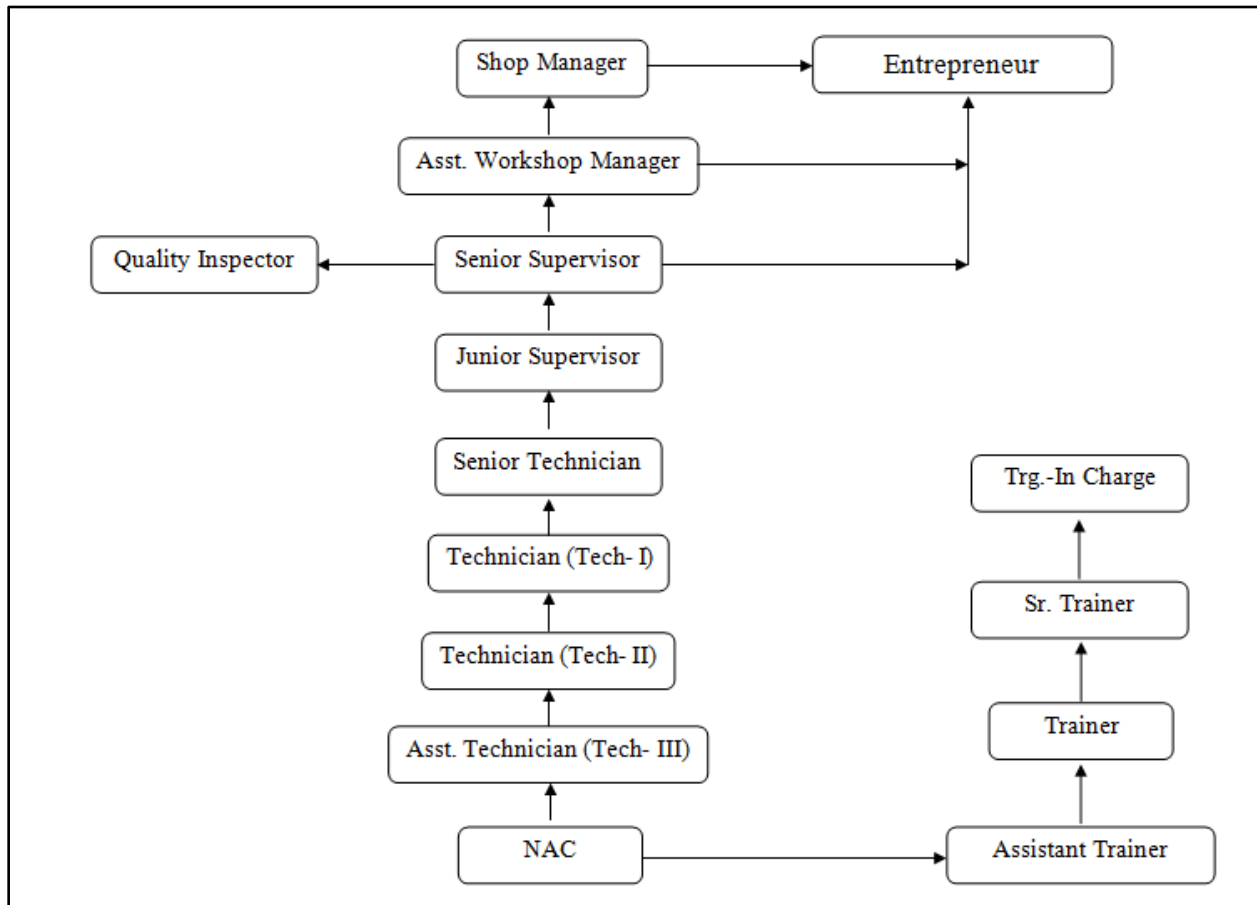 Shop Manager
Entrepreneur
Asst. Workshop Manager
Quality Inspector
Senior Supervisor
Junior Supervisor
Senior Technician
Trg.-In Charge
Technician (Tech- I)
Sr. Trainer
Technician (Tech- II)
Trainer
Asst. Technician (Tech- III)
NAC
Assistant Trainer